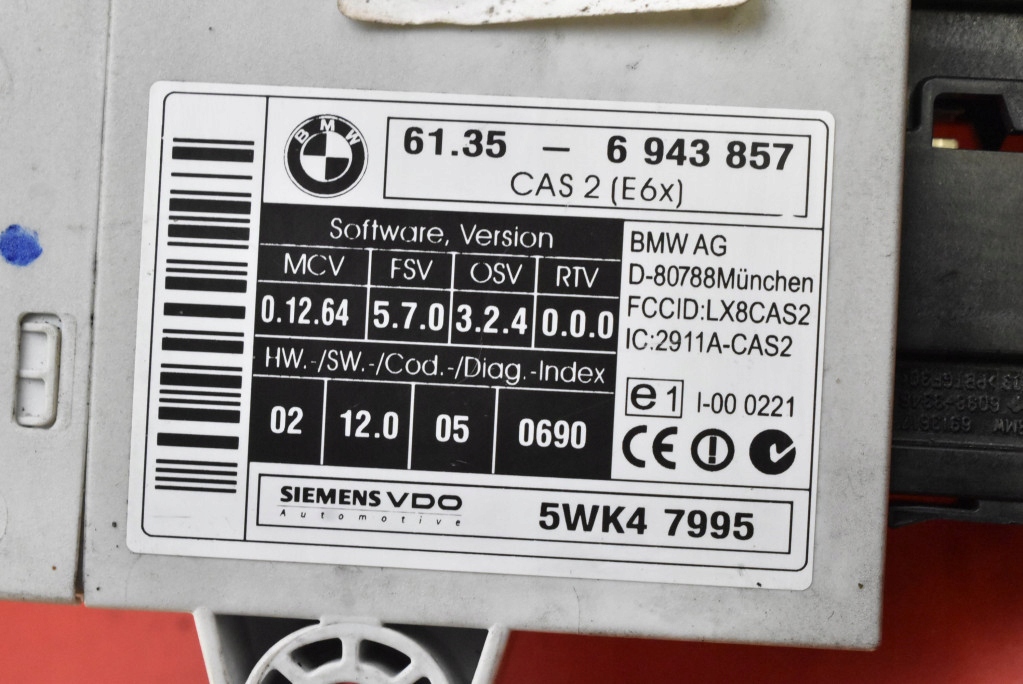 BMW
61.35 – 6 943 857
CAS 2 (E6x)
Software, Version
MCV FSV OSV RTV
0.12.64 5.7.0 3.2.4 0.0.0
HW.-/SW.-/Cod.-/Diag.-Index
02 12.0 05 0690
BMW AG
D-80788München
FCCID:LX8CAS2
IC:2911A-CAS2
e1 I-00 0221
CE
SIEMENS VDO
Automotive
5WK4 7995